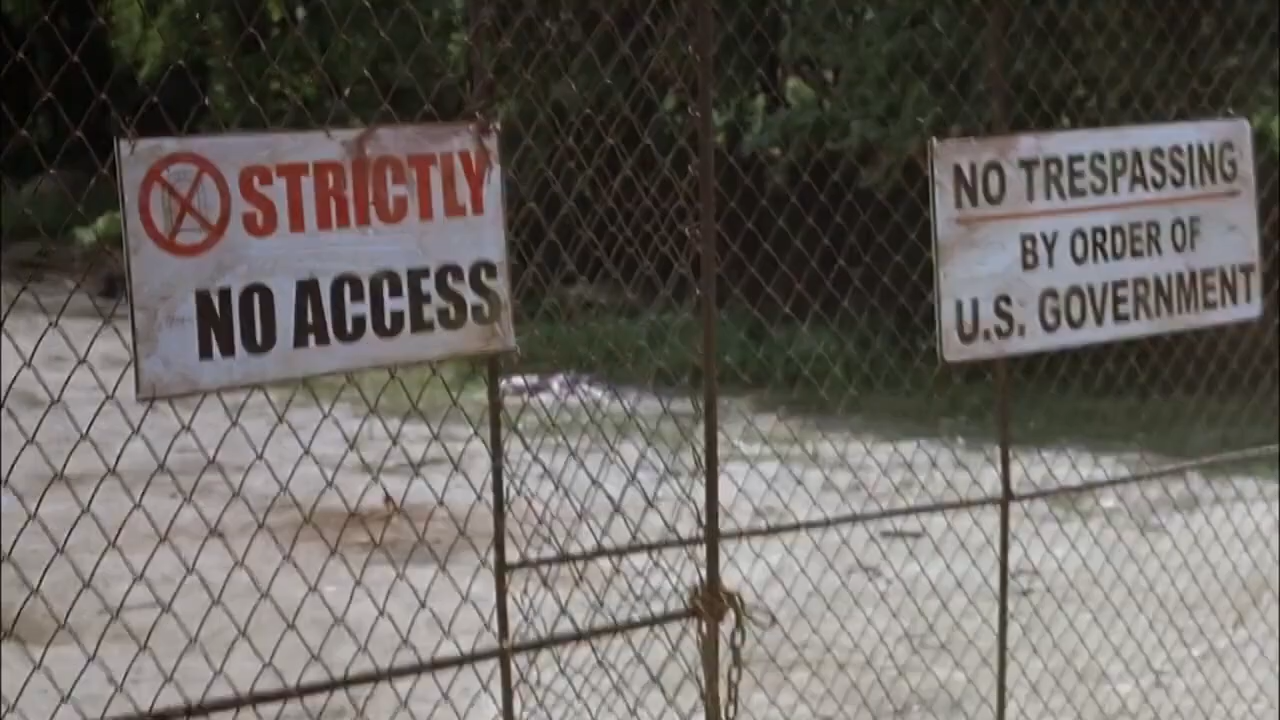 STRICTLY
NO ACCESS
NO TRESPASSING
BY ORDER OF
U.S. GOVERNMENT